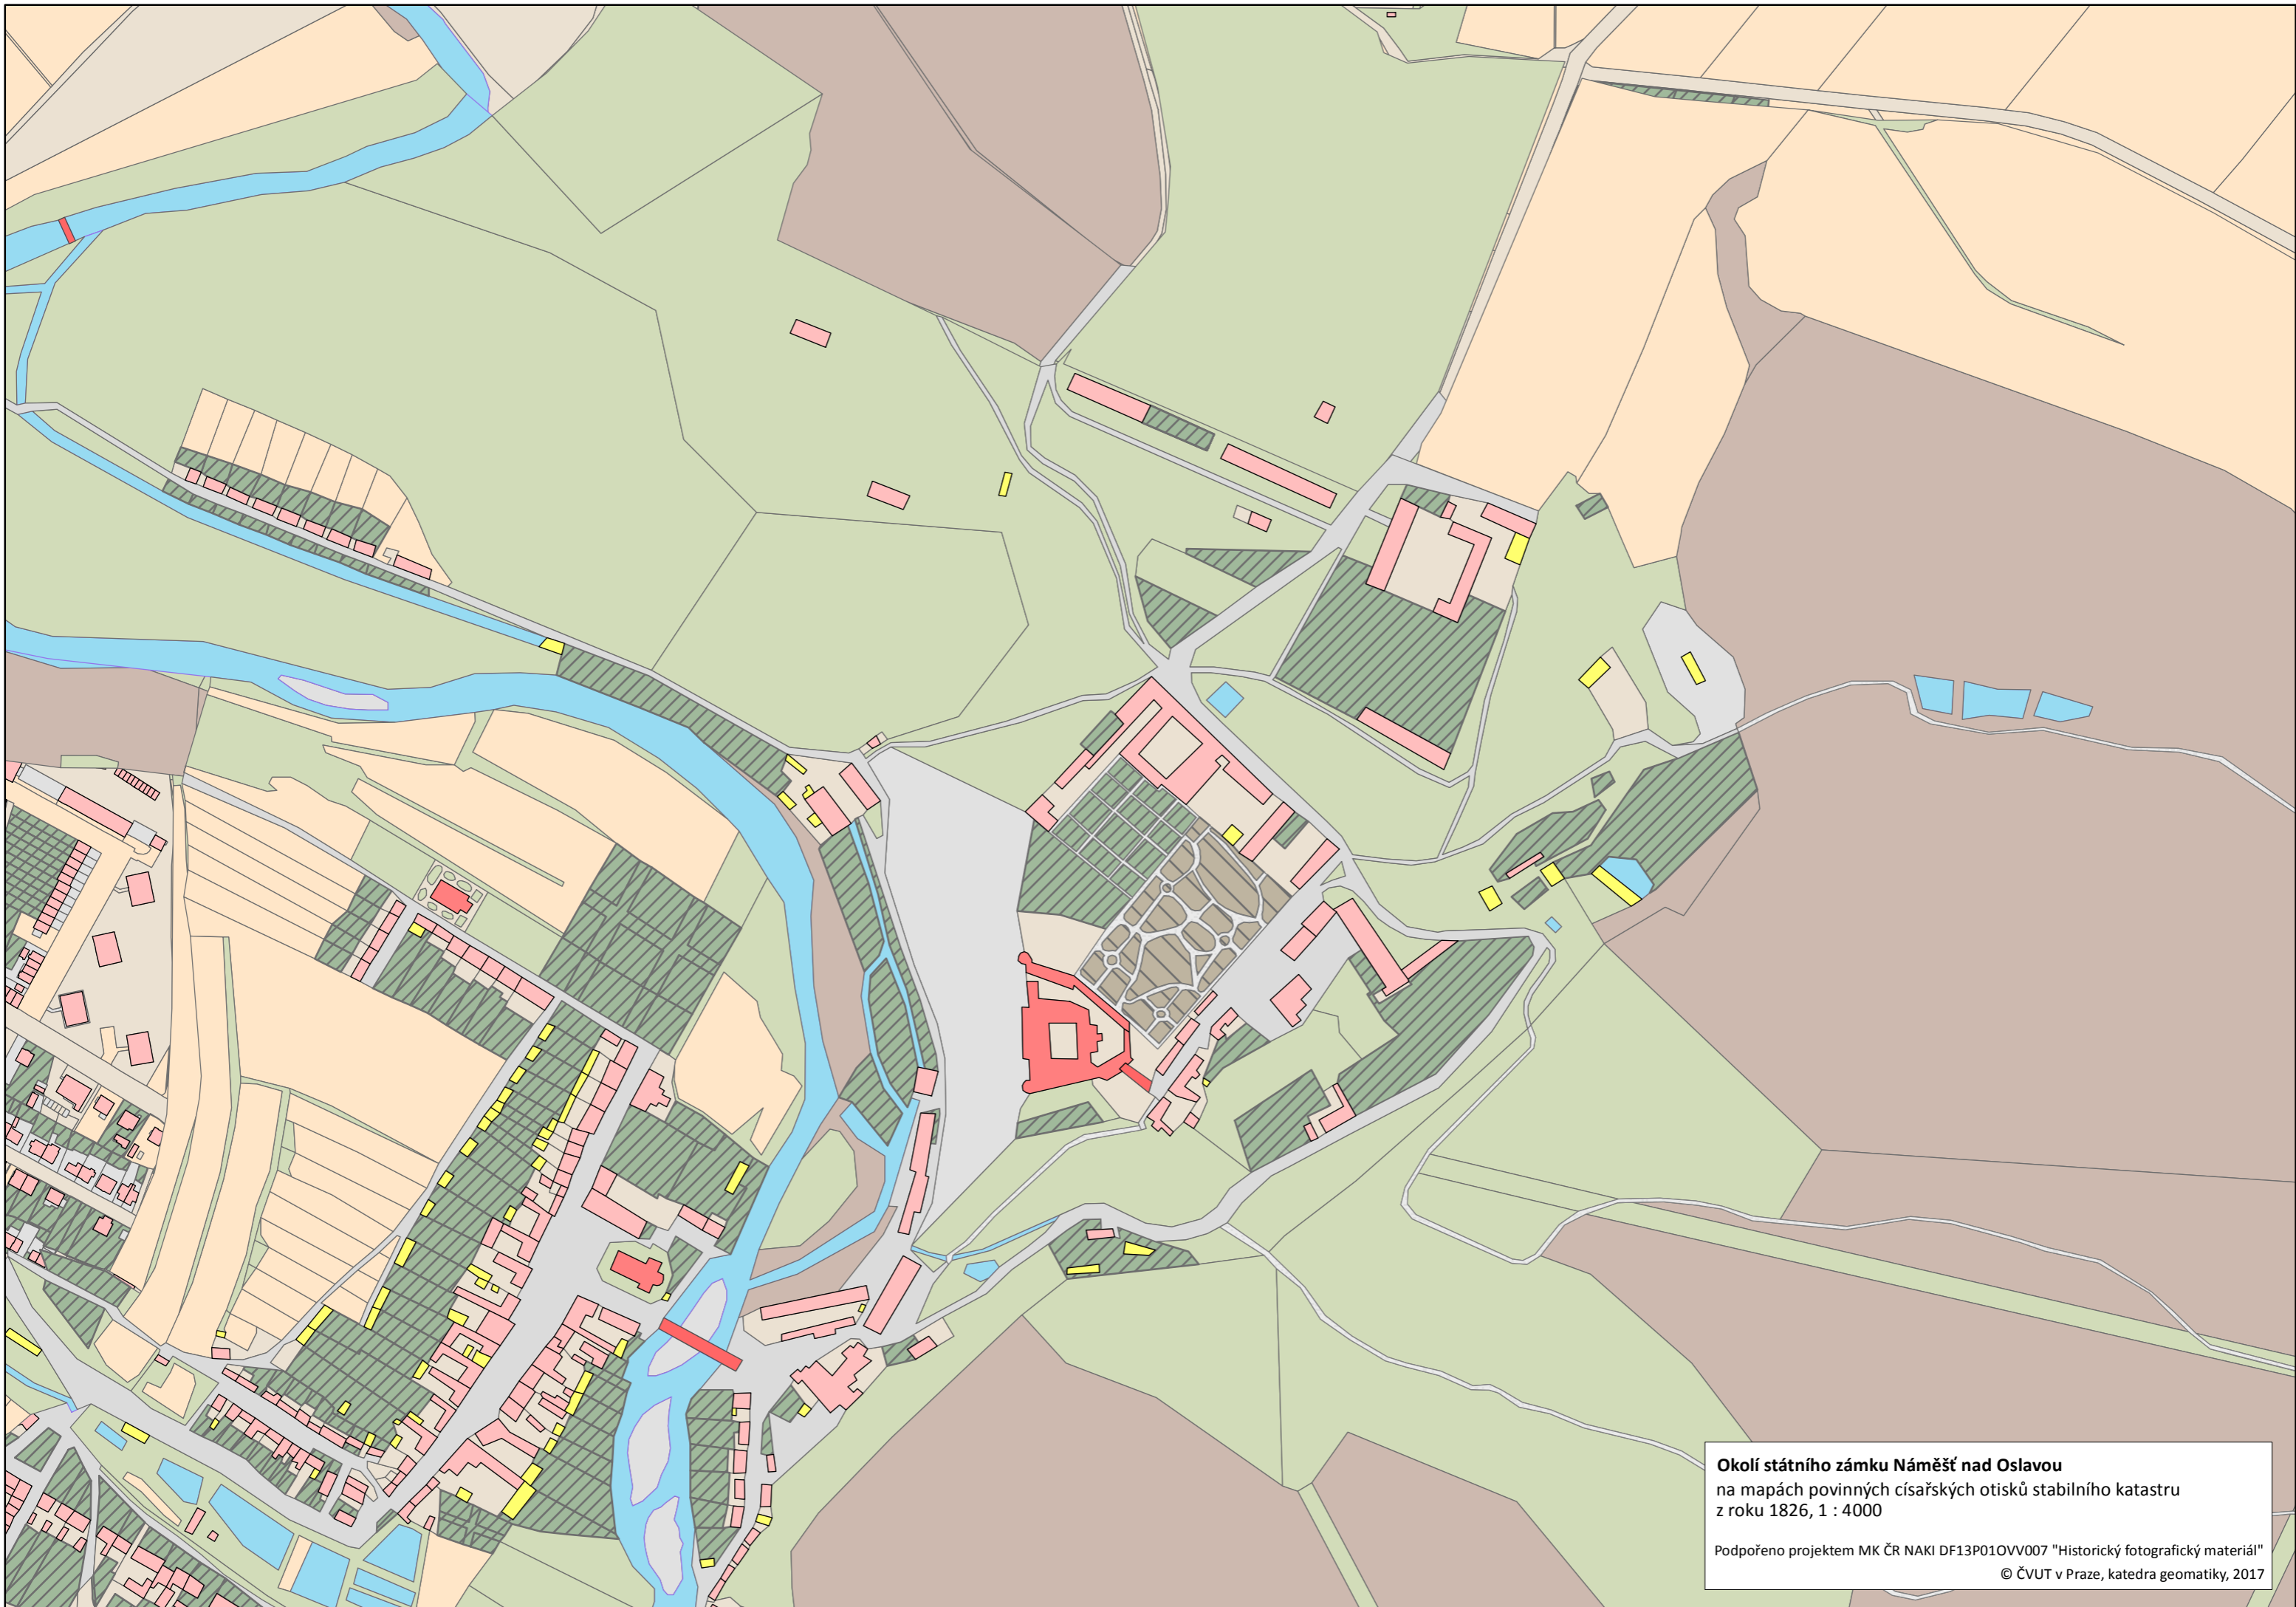 Okolí státního zámku Náměšť nad Oslavou
na mapách povinných císařských otisků stabilního katastru
z roku 1826, 1 : 4000
Podpořeno projektem MK ČR NAKI DF13P01OVV007 "Historický fotografický materiál"
© ČVUT v Praze, katedra geomatiky, 2017